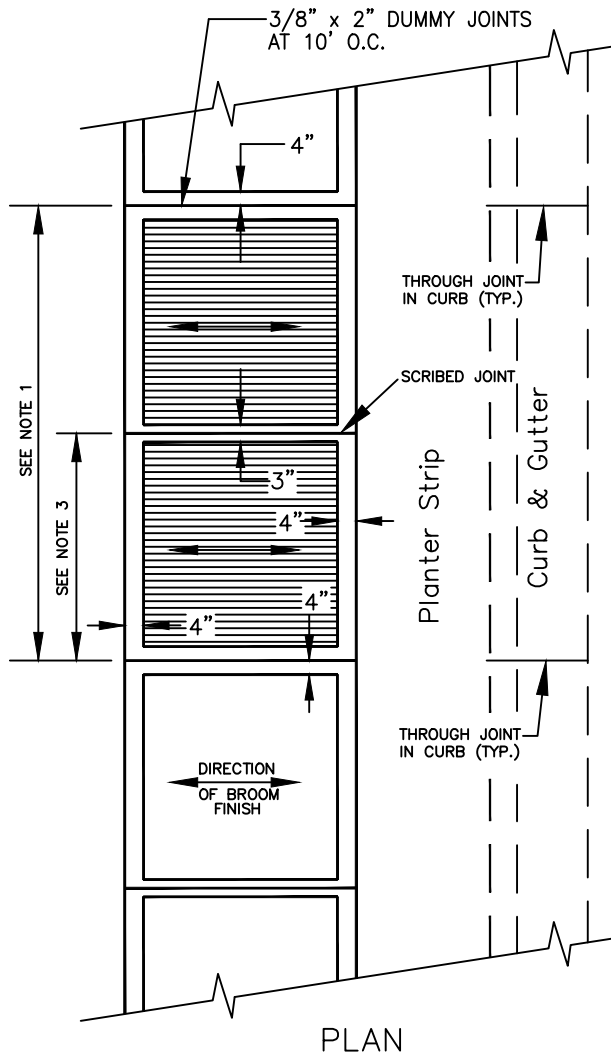 3/8" x 2" DUMMY JOINTS
AT 10' O.C.
4"
THROUGH JOINT
IN CURB (TYP.)
SEE NOTE 1
SCRIBED JOINT
3"
SEE NOTE 3
4"
Planter Strip
Curb & Gutter
4"
4"
THROUGH JOINT
IN CURB (TYP.)
DIRECTION
OF BROOM
FINISH
PLAN